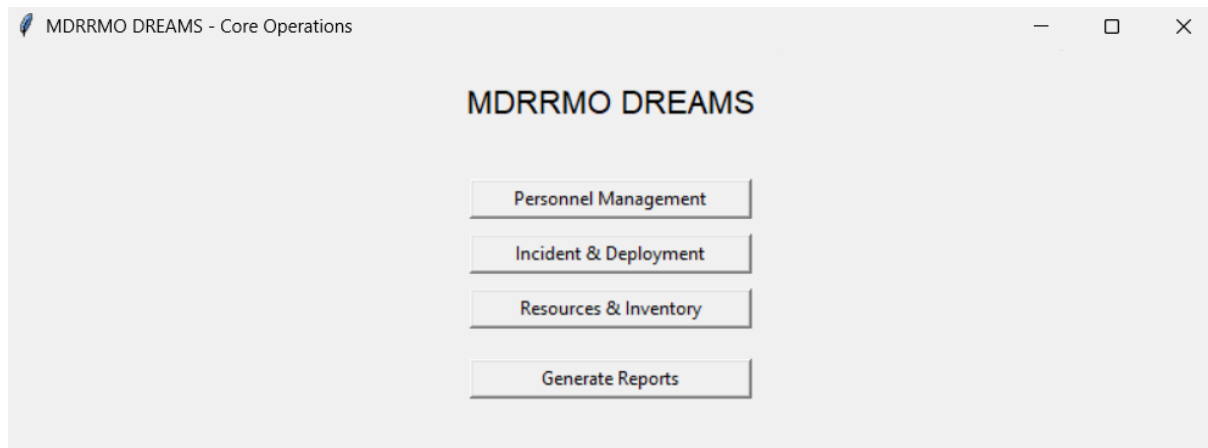 MDRRMO DREAMS - Core Operations
MDRRMO DREAMS
Personnel Management
Incident & Deployment
Resources & Inventory
Generate Reports